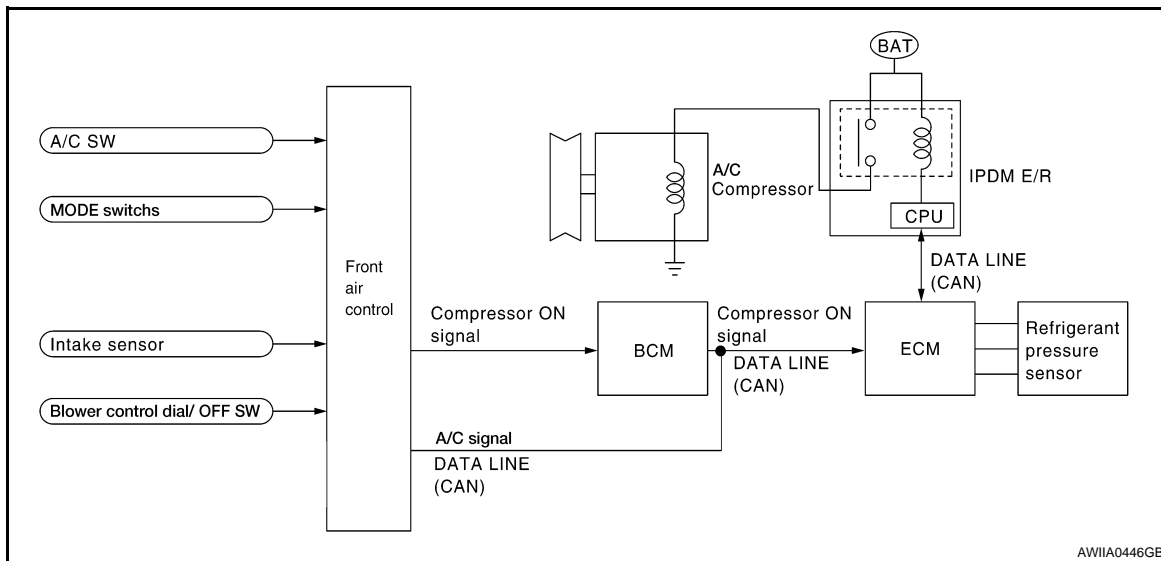 BAT
A/C SW
A/C
Compressor
IPDM E/R
MODE switchs
CPU
Front
air
control
DATA LINE
(CAN)
Compressor ON
signal
Compressor ON
signal
Intake sensor
BCM
ECM
Refrigerant
pressure
sensor
DATA LINE
(CAN)
Blower control dial/ OFF SW
A/C signal
DATA LINE
(CAN)
AWIIA0446GB